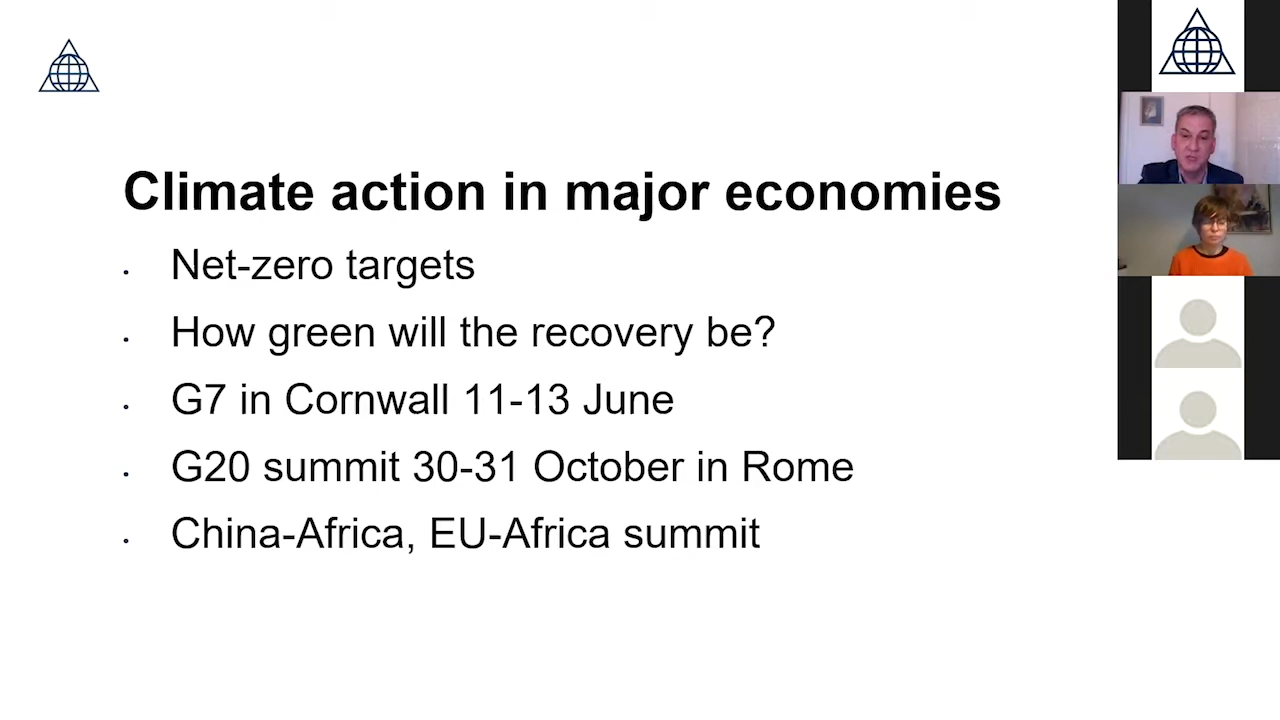 Climate action in major economies
• Net-zero targets
• How green will the recovery be?
• G7 in Cornwall 11-13 June
• G20 summit 30-31 October in Rome
• China-Africa, EU-Africa summit